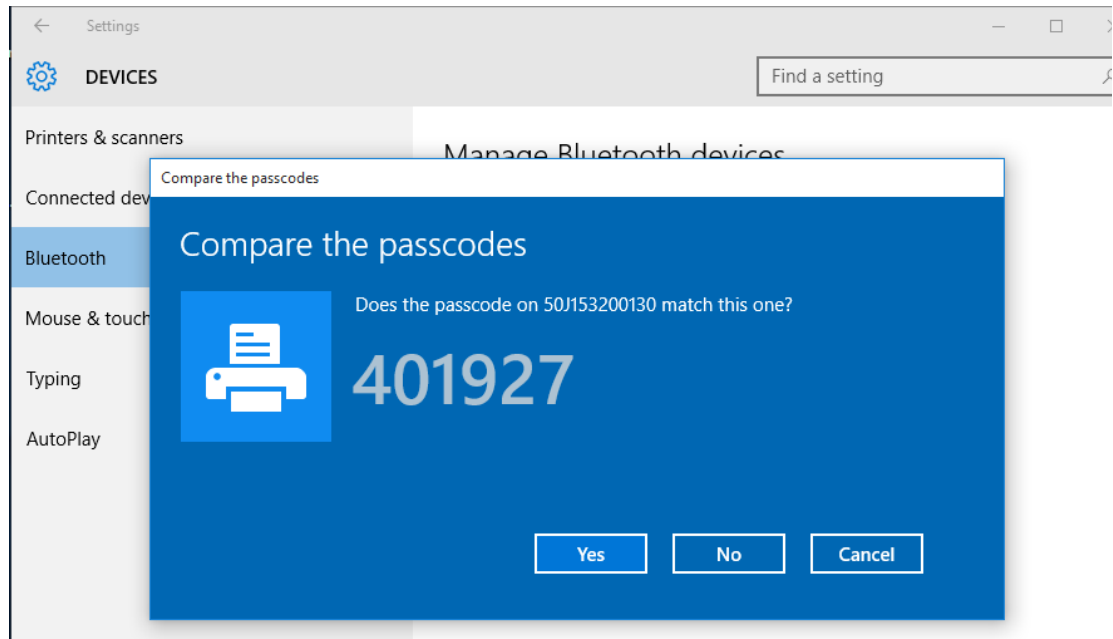 Settings
DEVICES
Find a setting
Printers & scanners
Manage Bluetooth devices
Compare the passcodes
Connected dev
Compare the passcodes
Bluetooth
Does the passcode on 50J153200130 match this one?
Mouse & touch
401927
Typing
AutoPlay
Yes No Cancel